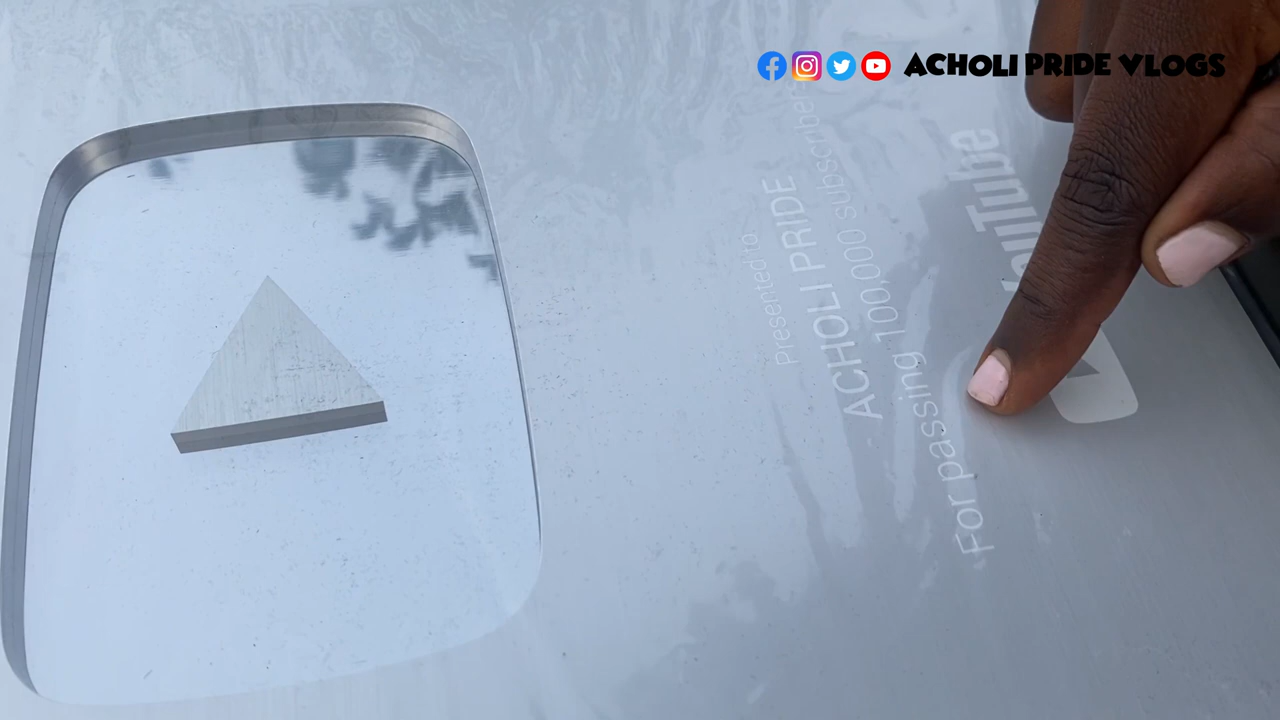 ACHOLI PRIDE VLOGS
Presented to
ACHOLI PRIDE
For passing 100,000 subscribers
YouTube